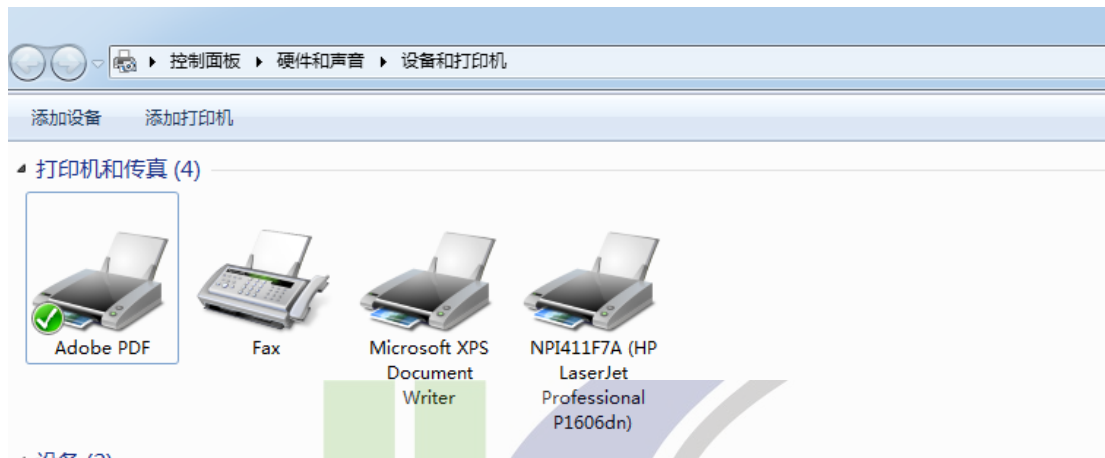 控制面板 硬件和声音 设备和打印机
添加设备 添加打印机
打印机和传真 (4)
Adobe PDF
Fax
Microsoft XPS
Document
Writer
NPI411F7A (HP
LaserJet
Professional
P1606dn)